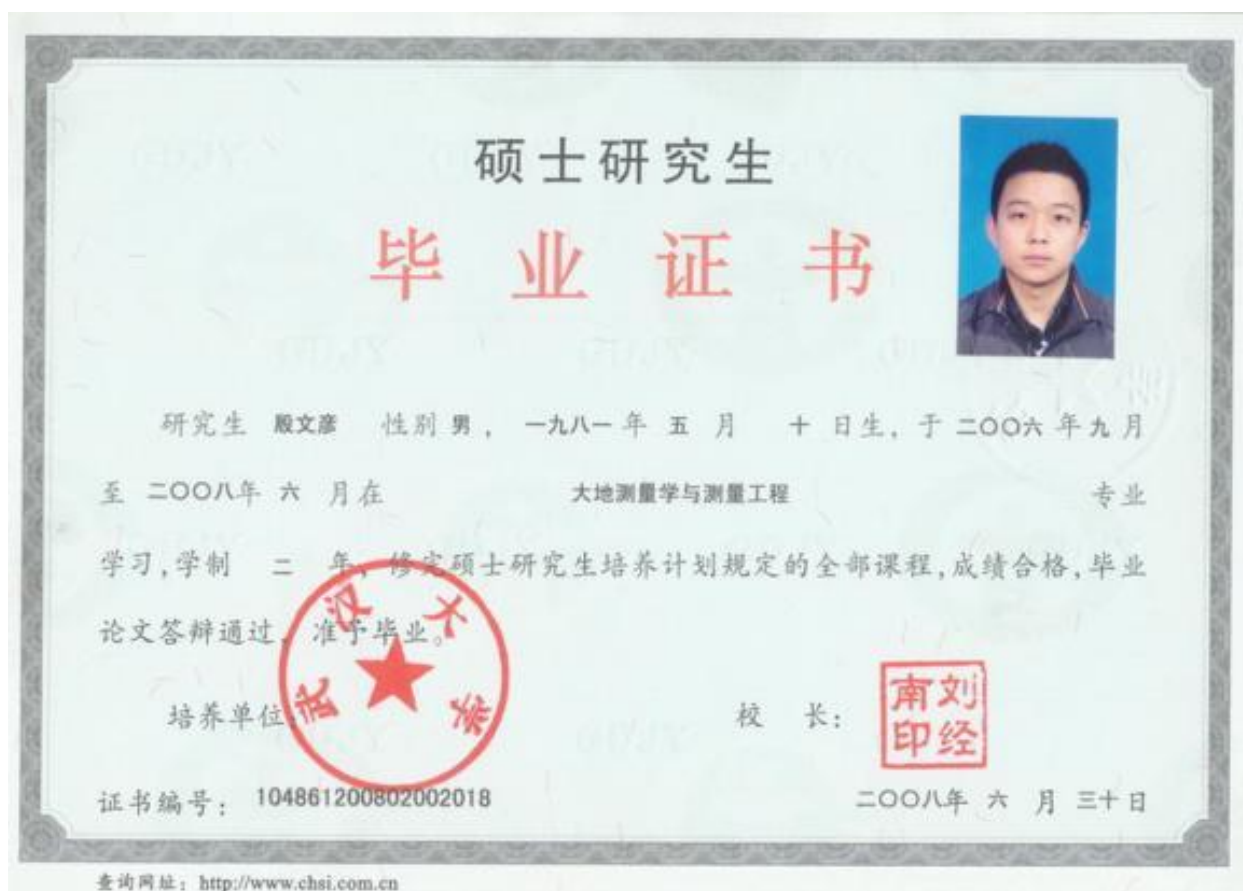 硕士研究生
毕业证书
研究生 殷文彦 性别 男， 一九八一 年 五 月 十 日生，于 二〇〇六 年 九 月
至 二〇〇八年 六 月在 大地测量学与测量工程 专业
学习，学制 二 年，修完硕士研究生培养计划规定的全部课程，成绩合格，毕业
论文答辩通过，准予毕业。
武汉大学
培养单位： 校 长： 刘经南印
证书编号： 104861200802002018 二〇〇八年 六 月 三十 日
查询网址：http://www.chsi.com.cn